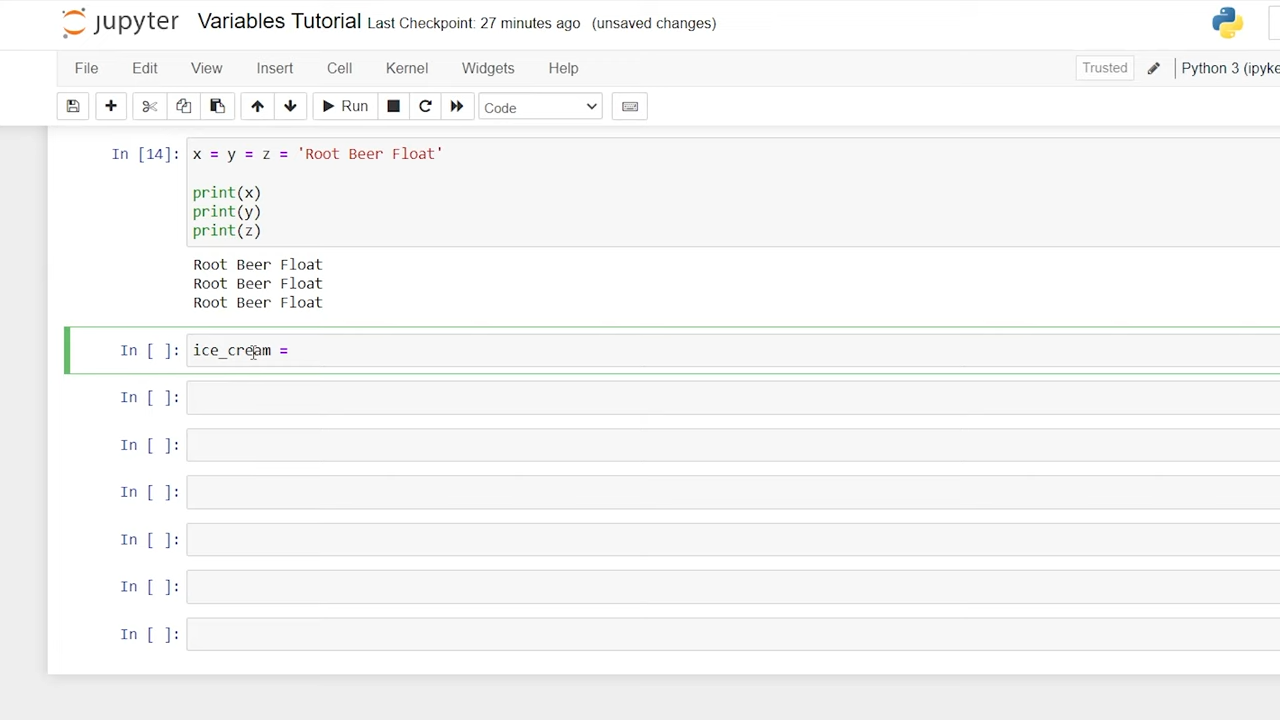 jupyter Variables Tutorial Last Checkpoint: 27 minutes ago (unsaved changes)
File Edit View Insert Cell Kernel Widgets Help Trusted Python 3 (ipyke
Run Code
In [14]: x = y = z = 'Root Beer Float'
print(x)
print(y)
print(z)
Root Beer Float
Root Beer Float
Root Beer Float
In [ ]: ice_cream =
In [ ]:
In [ ]:
In [ ]:
In [ ]:
In [ ]:
In [ ]: